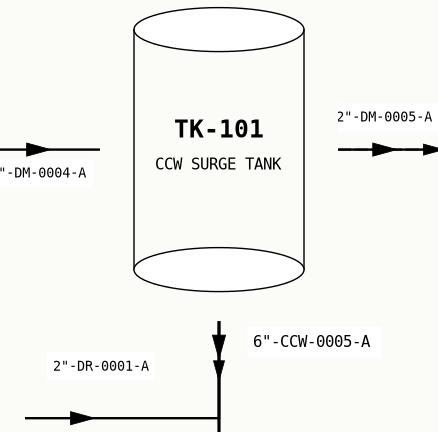 TK-101
CCW SURGE TANK
2"-DM-0005-A
"-DM-0004-A
6"-CCW-0005-A
2"-DR-0001-A